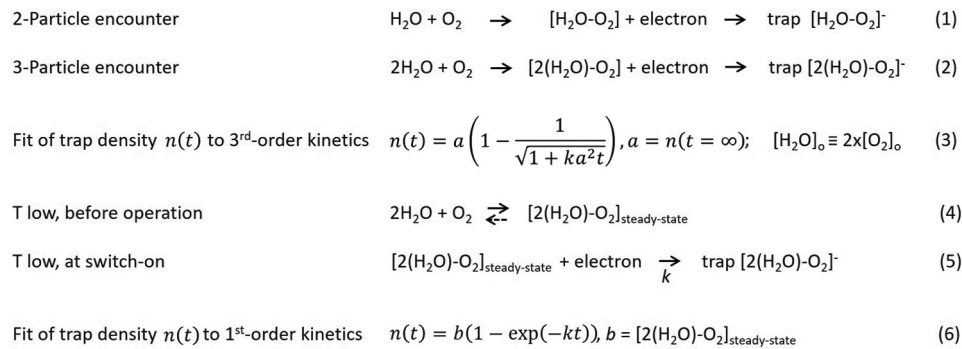 2-Particle encounter H₂O + O₂ → [H₂O-O₂] + electron → trap [H₂O-O₂]⁻ (1)
3-Particle encounter 2H₂O + O₂ → [2(H₂O)-O₂] + electron → trap [2(H₂O)-O₂]⁻ (2)
Fit of trap density n(t) to 3ʳᵈ-order kinetics n(t) = a(1 − 1/√(1 + ka²t)), a = n(t = ∞); [H₂O]ₒ ≡ 2x[O₂]ₒ (3)
T low, before operation 2H₂O + O₂ ⇄ [2(H₂O)-O₂]steady-state (4)
T low, at switch-on [2(H₂O)-O₂]steady-state + electron →k trap [2(H₂O)-O₂]⁻ (5)
Fit of trap density n(t) to 1ˢᵗ-order kinetics n(t) = b(1 − exp(−kt)), b = [2(H₂O)-O₂]steady-state (6)